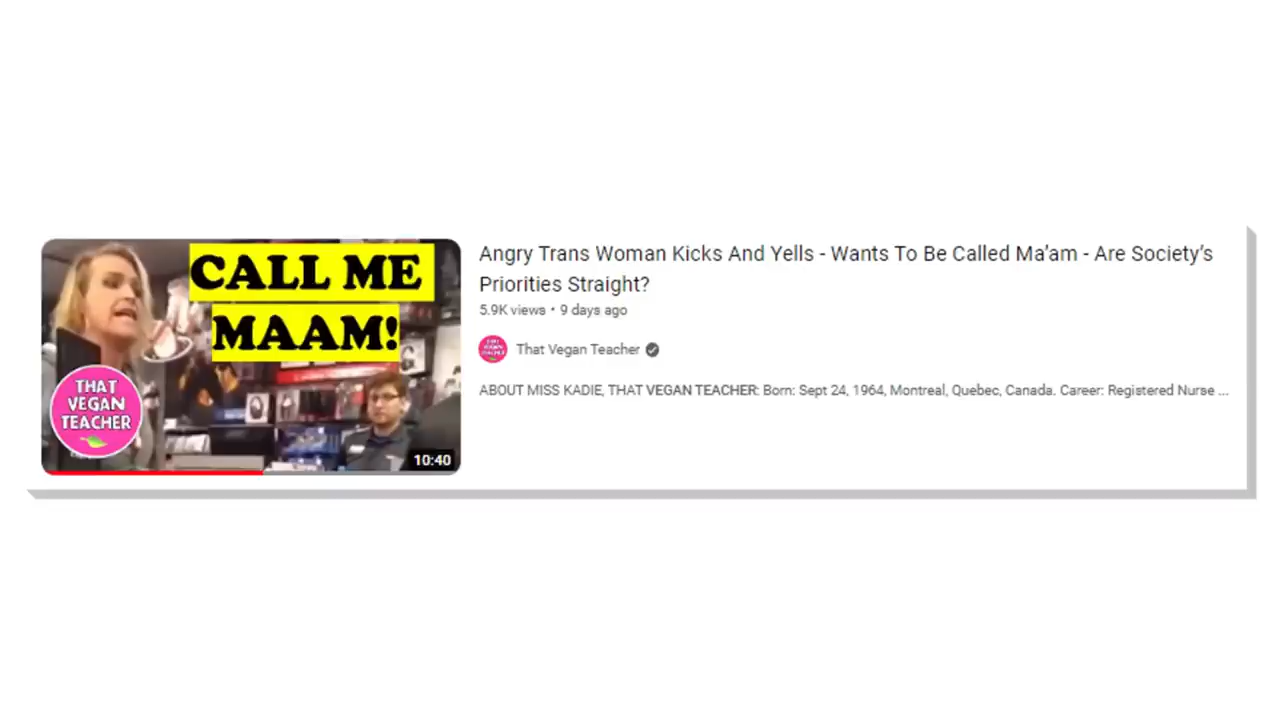 CALL ME
MAAM!
THAT
VEGAN
TEACHER
10:40
Angry Trans Woman Kicks And Yells - Wants To Be Called Ma'am - Are Society's
Priorities Straight?
5.9K views • 9 days ago
That Vegan Teacher
ABOUT MISS KADIE, THAT VEGAN TEACHER: Born: Sept 24, 1964, Montreal, Quebec, Canada. Career: Registered Nurse ...